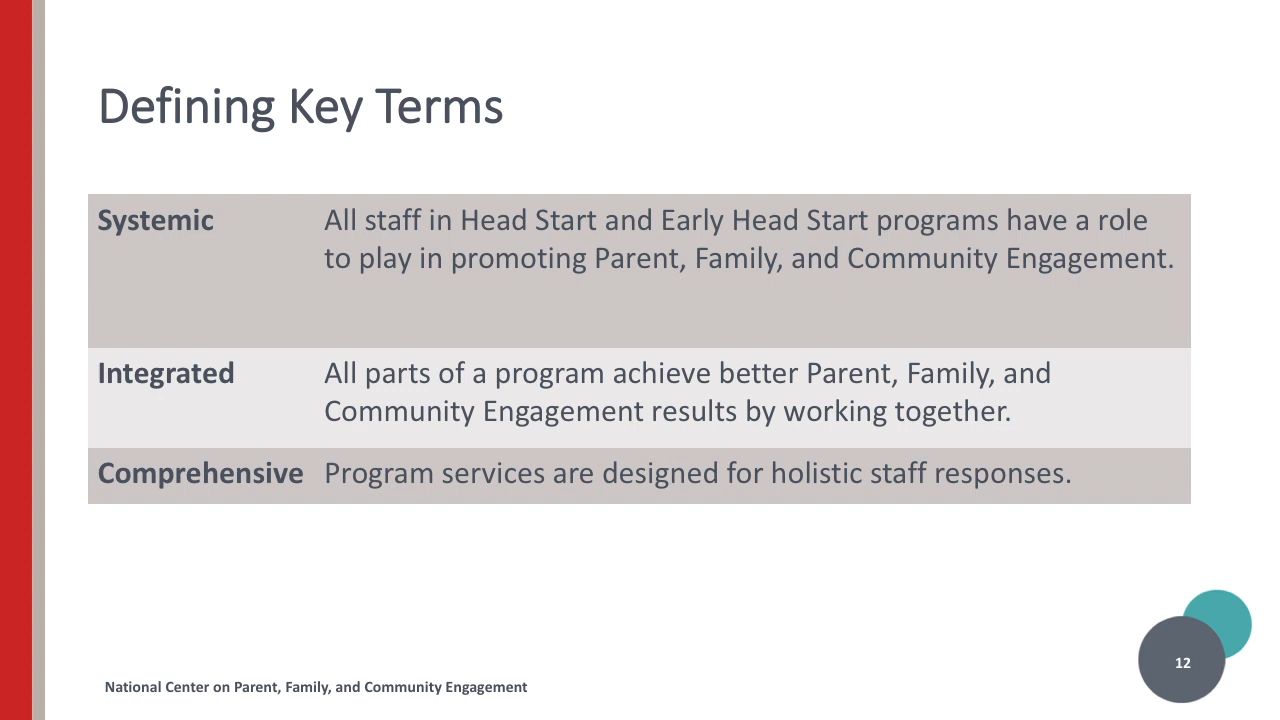 Defining Key Terms
Systemic
All staff in Head Start and Early Head Start programs have a role
to play in promoting Parent, Family, and Community Engagement.
Integrated
All parts of a program achieve better Parent, Family, and
Community Engagement results by working together.
Comprehensive
Program services are designed for holistic staff responses.
National Center on Parent, Family, and Community Engagement
12